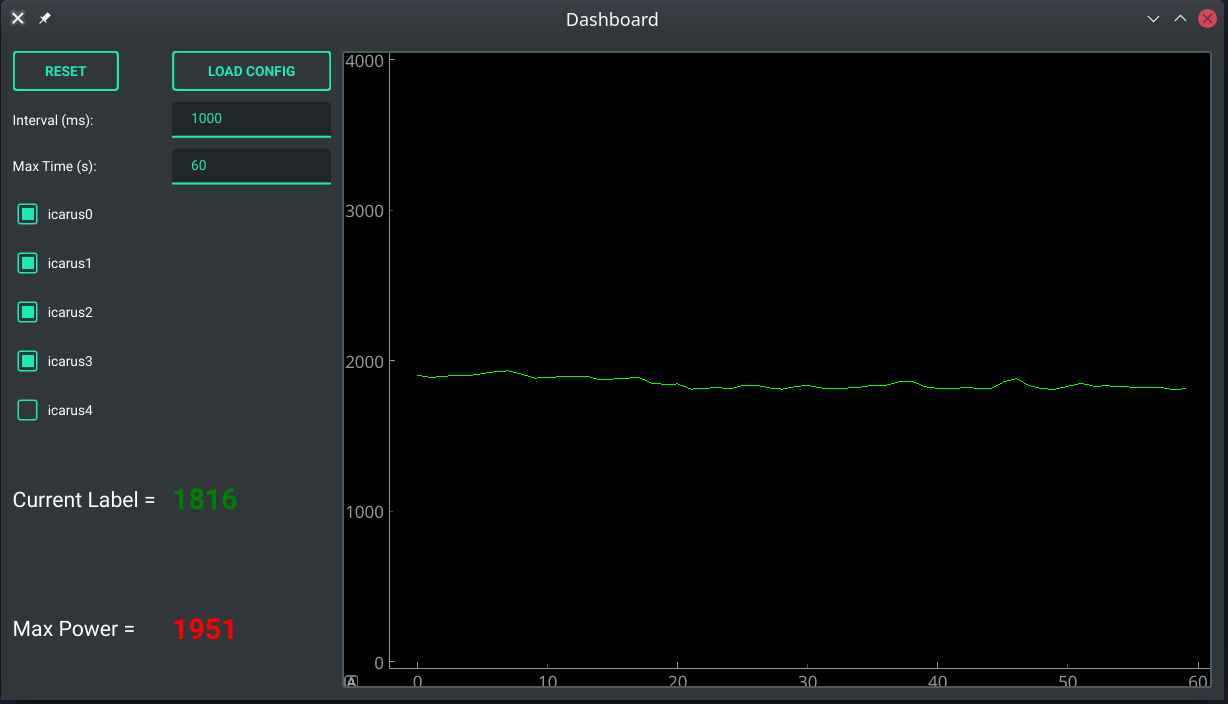 Dashboard
RESET
LOAD CONFIG
Interval (ms):
1000
Max Time (s):
60
icarus0
icarus1
icarus2
icarus3
icarus4
Current Label =
1816
Max Power =
1951
4000
3000
2000
1000
0
A
0
10
20
30
40
50
60